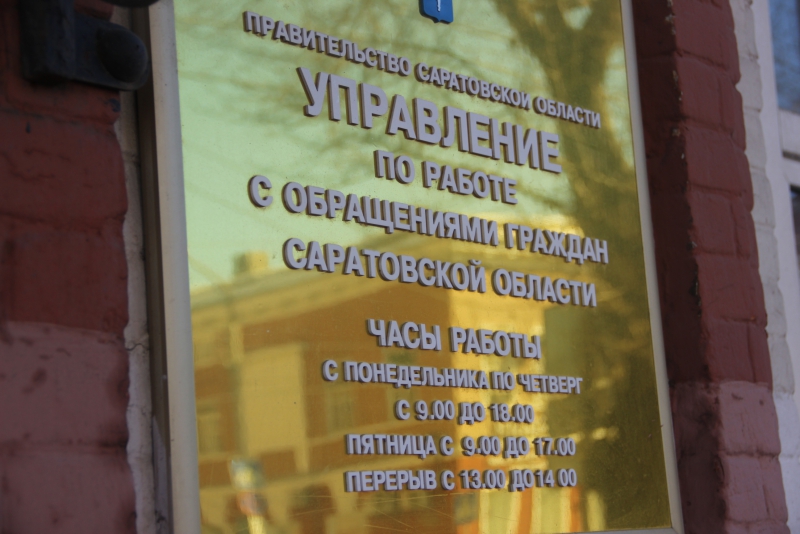 ПРАВИТЕЛЬСТВО САРАТОВСКОЙ ОБЛАСТИ
УПРАВЛЕНИЕ
ПО РАБОТЕ
С ОБРАЩЕНИЯМИ ГРАЖДАН
САРАТОВСКОЙ ОБЛАСТИ
ЧАСЫ РАБОТЫ
С ПОНЕДЕЛЬНИКА ПО ЧЕТВЕРГ
С 9.00 ДО 18.00
ПЯТНИЦА С 9.00 ДО 17.00
ПЕРЕРЫВ С 13.00 ДО 14 00